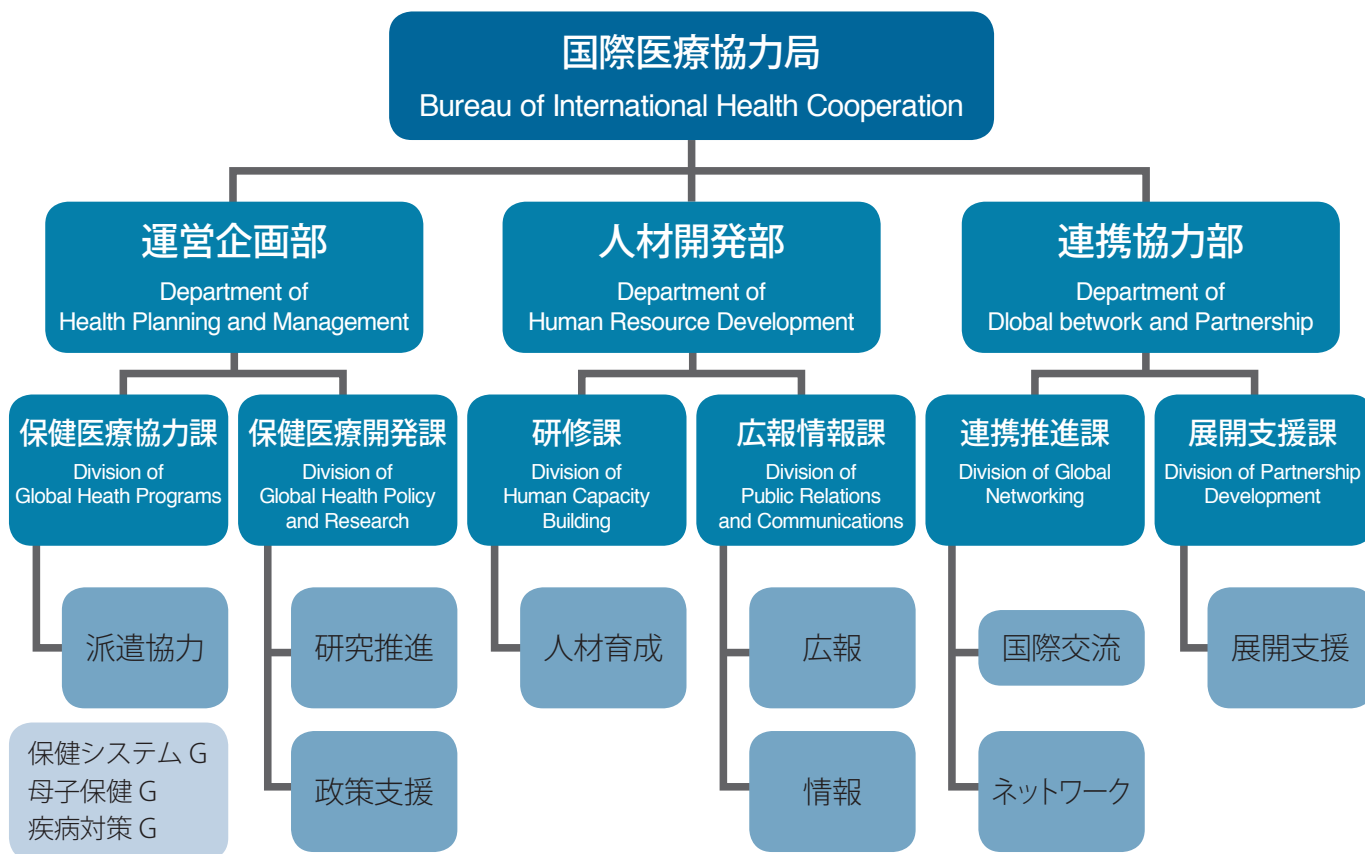 国際医療協力局
Bureau of International Health Cooperation
運営企画部
Department of
Health Planning and Management
人材開発部
Department of
Human Resource Development
連携協力部
Department of
Dlobal betwork and Partnership
保健医療協力課
Division of
Global Heath Programs
保健医療開発課
Division of
Global Health Policy
and Research
研修課
Division of
Human Capacity
Building
広報情報課
Division of
Public Relations
and Communications
連携推進課
Division of Global
Networking
展開支援課
Division of Partnership
Development
派遣協力
研究推進
人材育成
広報
国際交流
展開支援
保健システム G
母子保健 G
疾病対策 G
政策支援
情報
ネットワーク